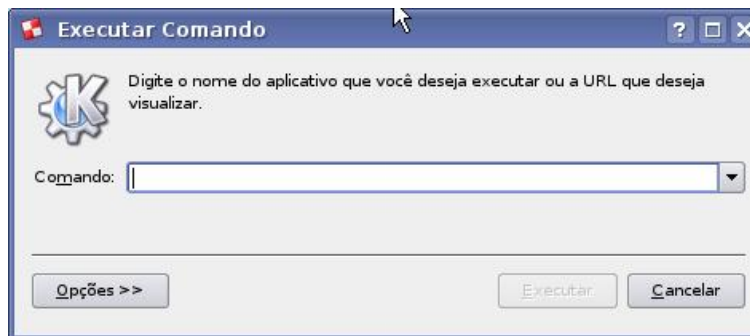 Executar Comando
Digite o nome do aplicativo que você deseja executar ou a URL que deseja
visualizar.
Comando:
Opções >>
Executar
Cancelar